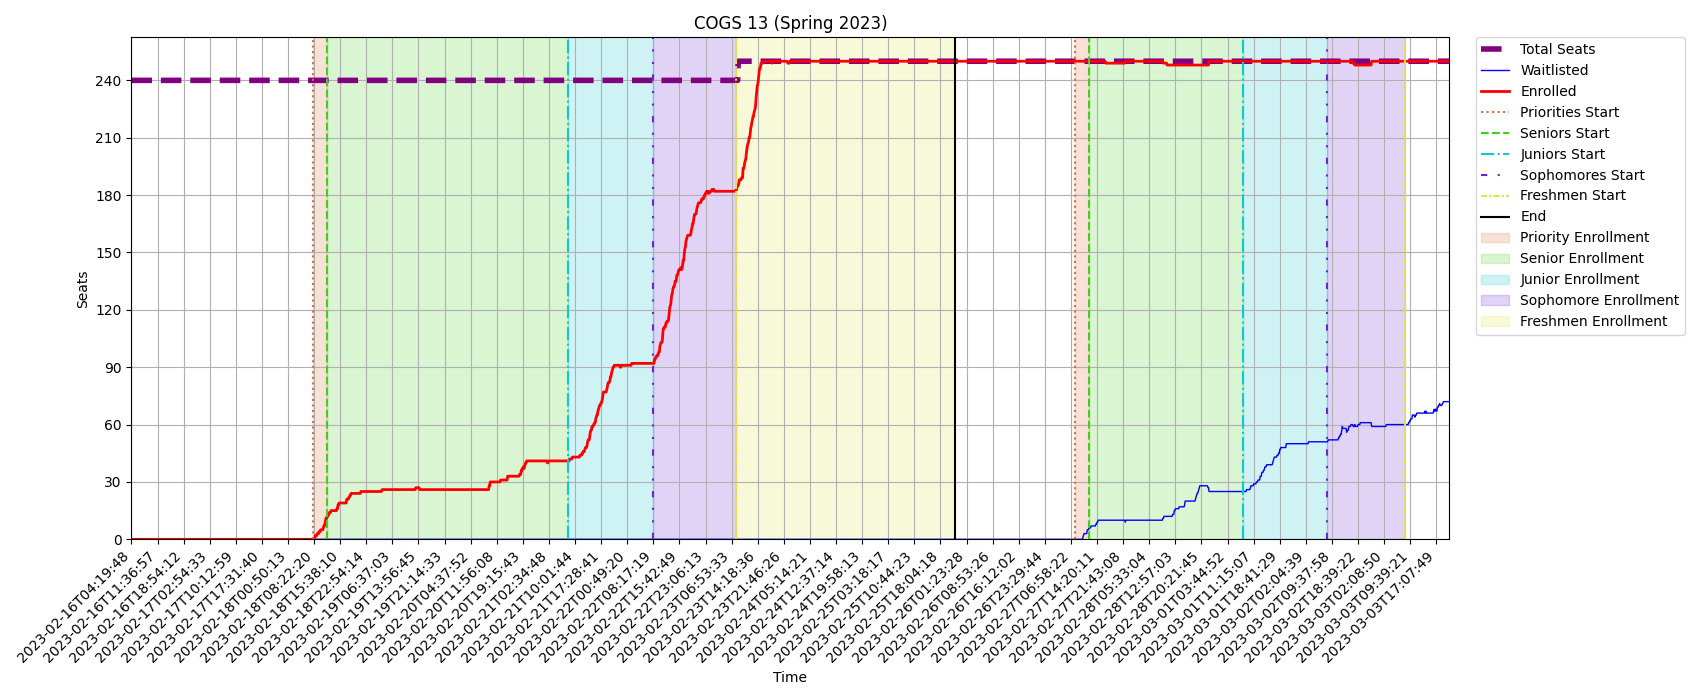 COGS 13 (Spring 2023)
Seats
240
210
180
150
120
90
60
30
0
2023-02-16T04:19:48
2023-02-16T11:36:57
2023-02-16T18:54:12
2023-02-17T02:54:33
2023-02-17T10:12:59
2023-02-17T17:31:40
2023-02-18T00:50:13
2023-02-18T08:22:20
2023-02-18T15:38:10
2023-02-18T22:54:14
2023-02-19T06:37:03
2023-02-19T13:56:45
2023-02-19T21:14:33
2023-02-20T04:37:52
2023-02-20T11:56:08
2023-02-20T19:15:43
2023-02-21T02:34:48
2023-02-21T10:01:44
2023-02-21T17:28:41
2023-02-22T00:49:20
2023-02-22T08:17:19
2023-02-22T15:42:49
2023-02-22T23:06:13
2023-02-23T06:53:33
2023-02-23T14:18:36
2023-02-23T21:46:26
2023-02-24T05:14:21
2023-02-24T12:37:14
2023-02-24T19:58:13
2023-02-25T03:18:17
2023-02-25T10:44:23
2023-02-25T18:04:18
2023-02-26T01:23:28
2023-02-26T08:53:26
2023-02-26T16:12:02
2023-02-26T23:29:44
2023-02-27T06:58:22
2023-02-27T14:20:11
2023-02-27T21:43:08
2023-02-28T05:33:04
2023-02-28T12:57:03
2023-02-28T20:21:45
2023-03-01T03:44:52
2023-03-01T11:15:07
2023-03-01T18:41:29
2023-03-02T02:04:39
2023-03-02T09:37:58
2023-03-02T18:39:22
2023-03-03T02:08:50
2023-03-03T09:39:21
2023-03-03T17:07:49
Time
Total Seats
Waitlisted
Enrolled
Priorities Start
Seniors Start
Juniors Start
Sophomores Start
Freshmen Start
End
Priority Enrollment
Senior Enrollment
Junior Enrollment
Sophomore Enrollment
Freshmen Enrollment